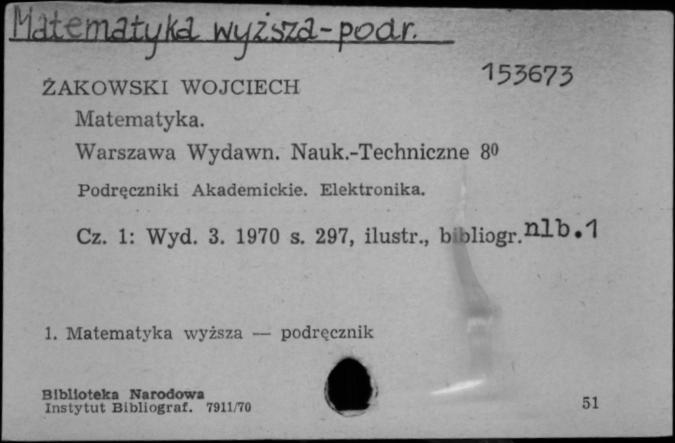 Matematyka wyższa-podr.
153673
ŻAKOWSKI WOJCIECH
Matematyka.
Warszawa Wydawn. Nauk.-Techniczne 8º
Podręczniki Akademickie. Elektronika.
Cz. 1: Wyd. 3. 1970 s. 297, ilustr., bibliogr. nlb.1
1. Matematyka wyższa — podręcznik
Biblioteka Narodowa
Instytut Bibliograf. 7911/70
51